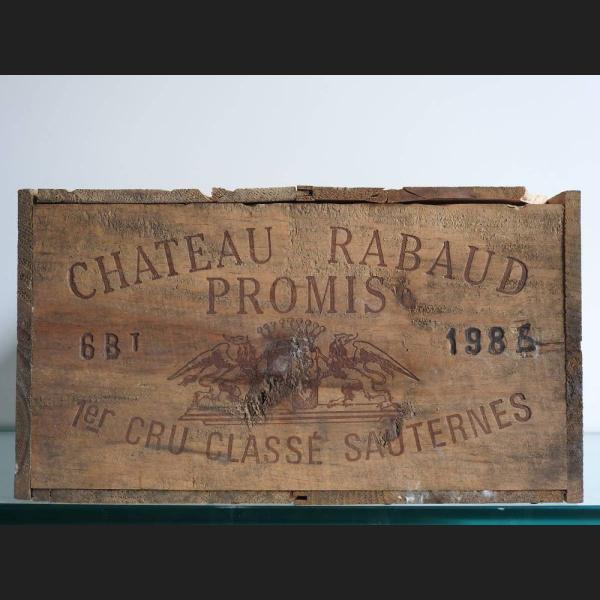 CHATEAU RABAUD
PROMIS
6 BT
1er CRU CLASSÉ SAUTERNES